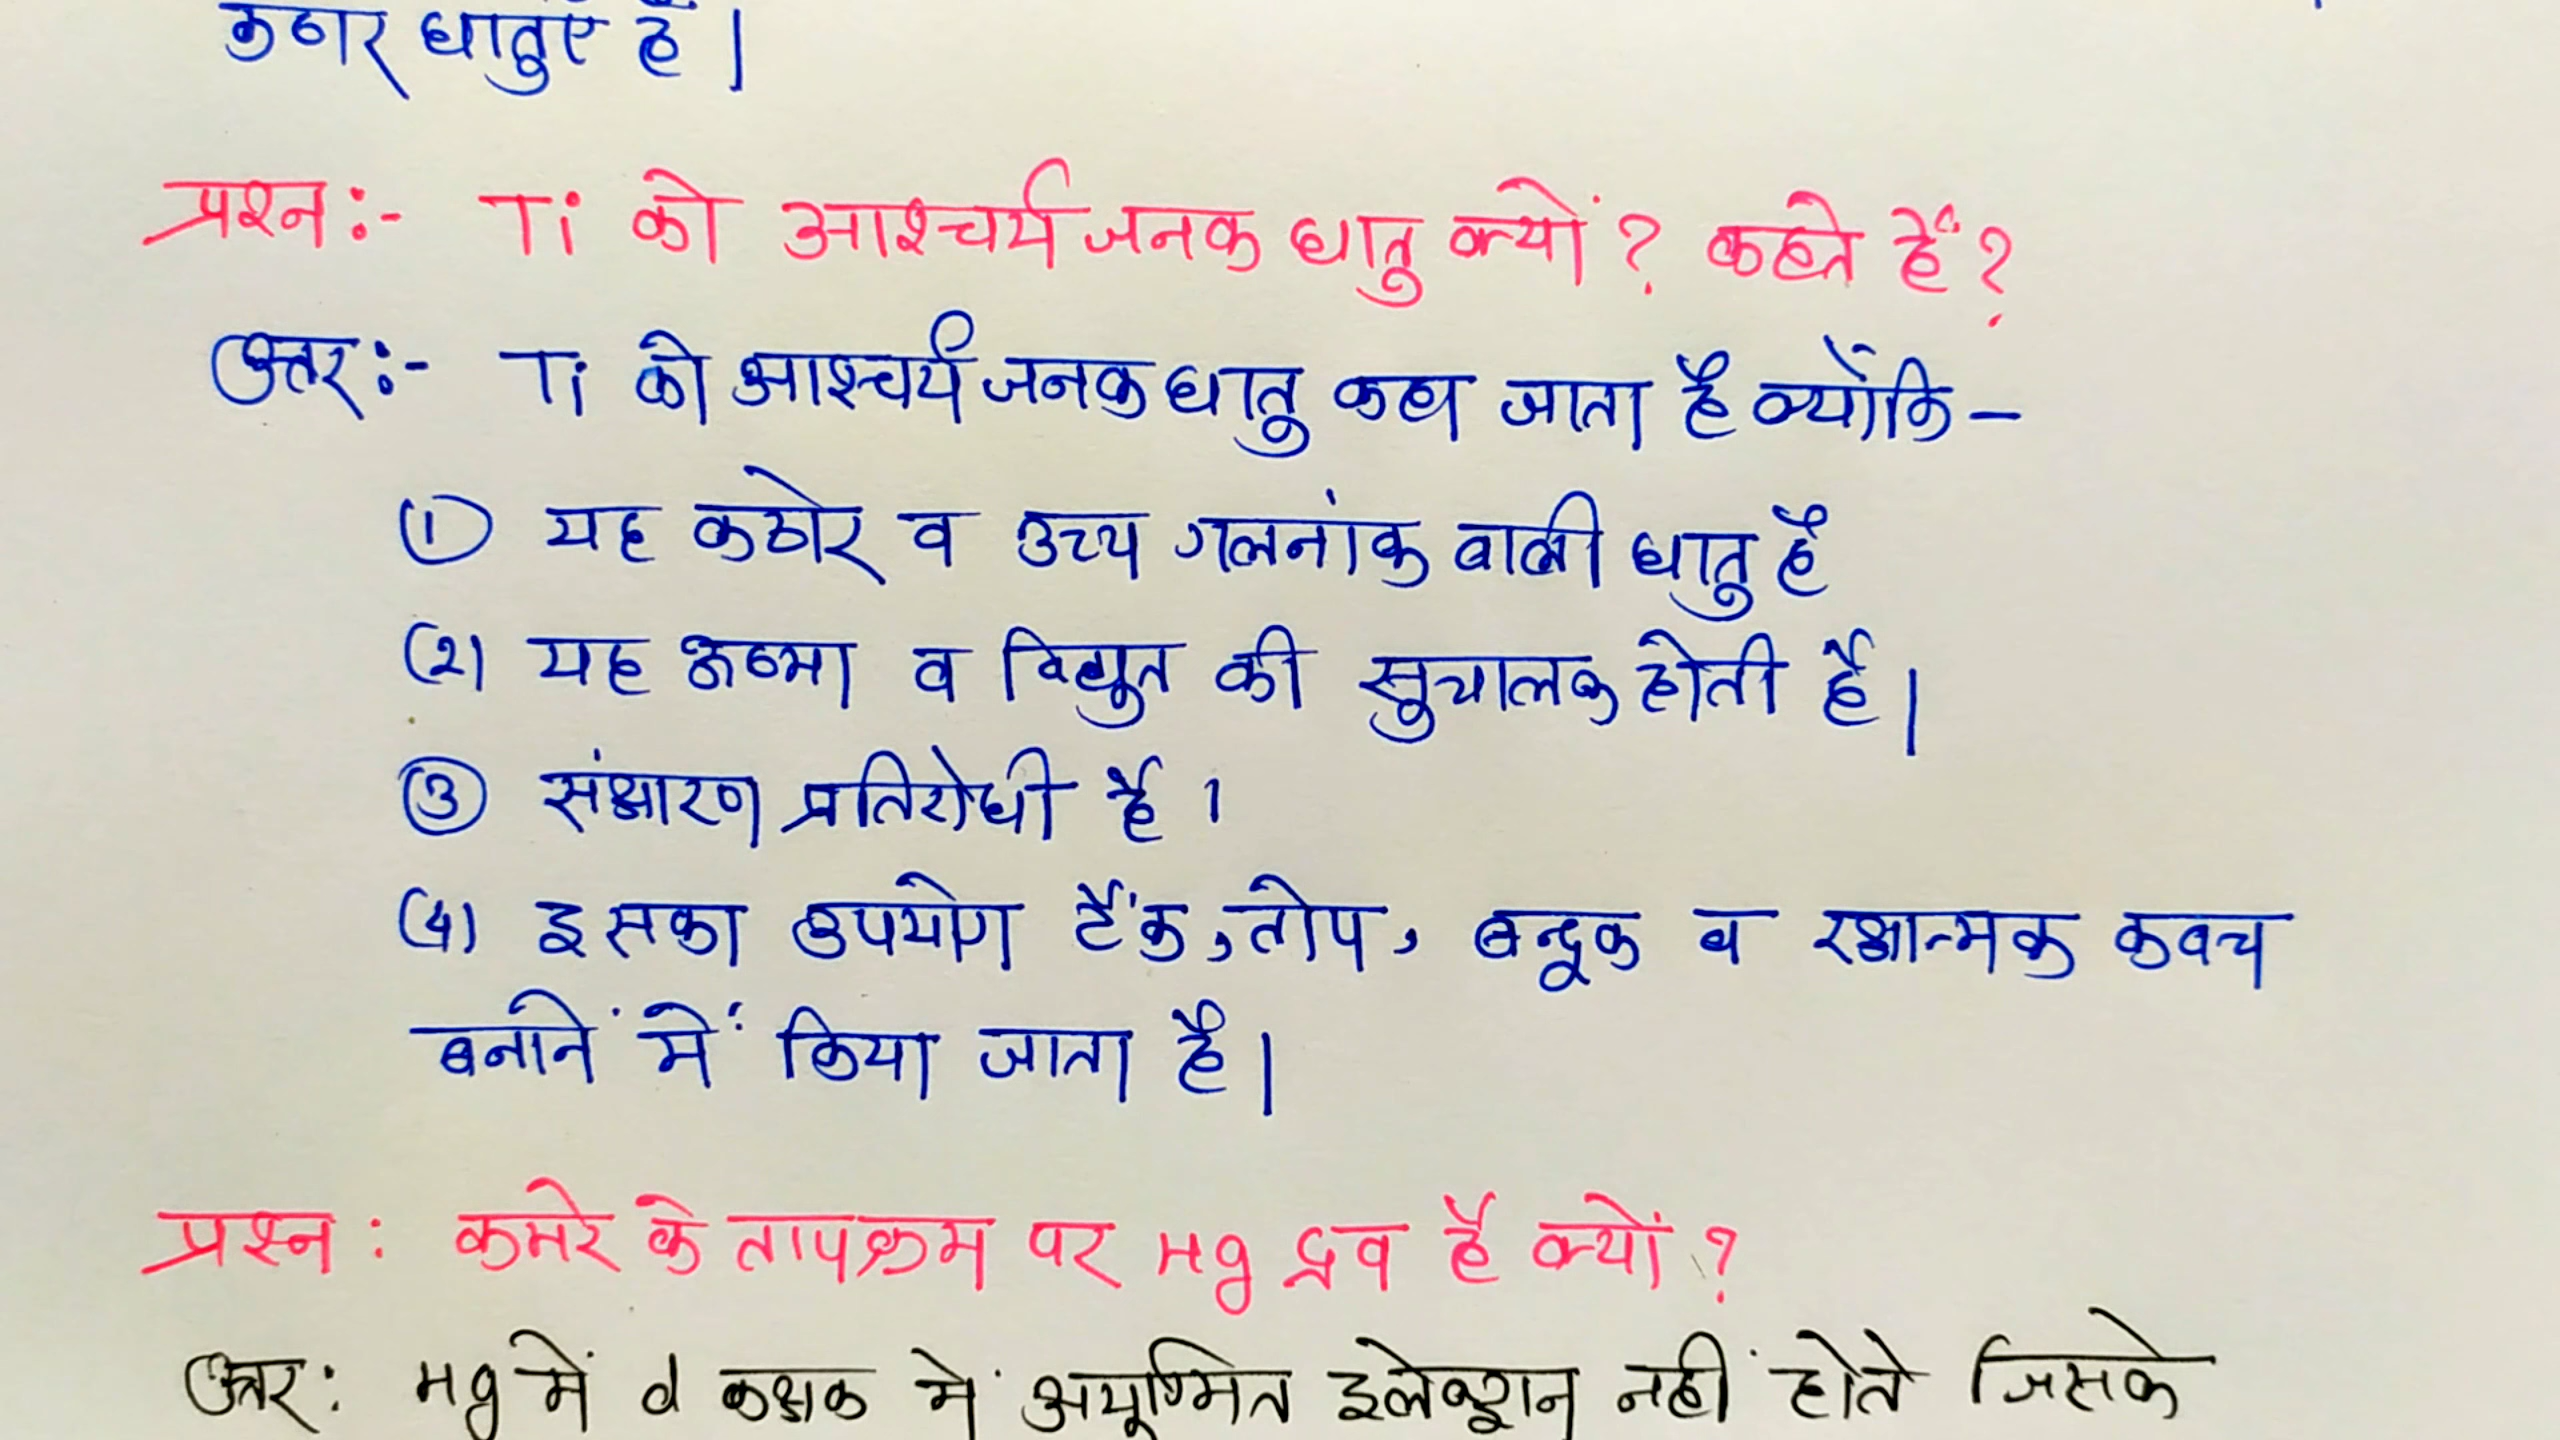 कठोर धातुएँ हैं।
प्रश्न:- Ti को आश्चर्य जनक धातु क्यों? कहते हैं?
उत्तर:- Ti को आश्चर्य जनक धातु कहा जाता है क्योंकि –
① यह कठोर व उच्च गलनांक वाली धातु है
(2) यह ऊष्मा व विद्युत की सुचालक होती है।
③ संक्षारण प्रतिरोधी है।
(4) इसका उपयोग टैंक, तोप, बन्दूक व रक्षात्मक कवच
बनाने में किया जाता है।
प्रश्न: कमरे के तापक्रम पर Hg द्रव है क्यों?
उत्तर: Hg में d कक्षक में अयुग्मित इलेक्ट्रान नहीं होते जिसके